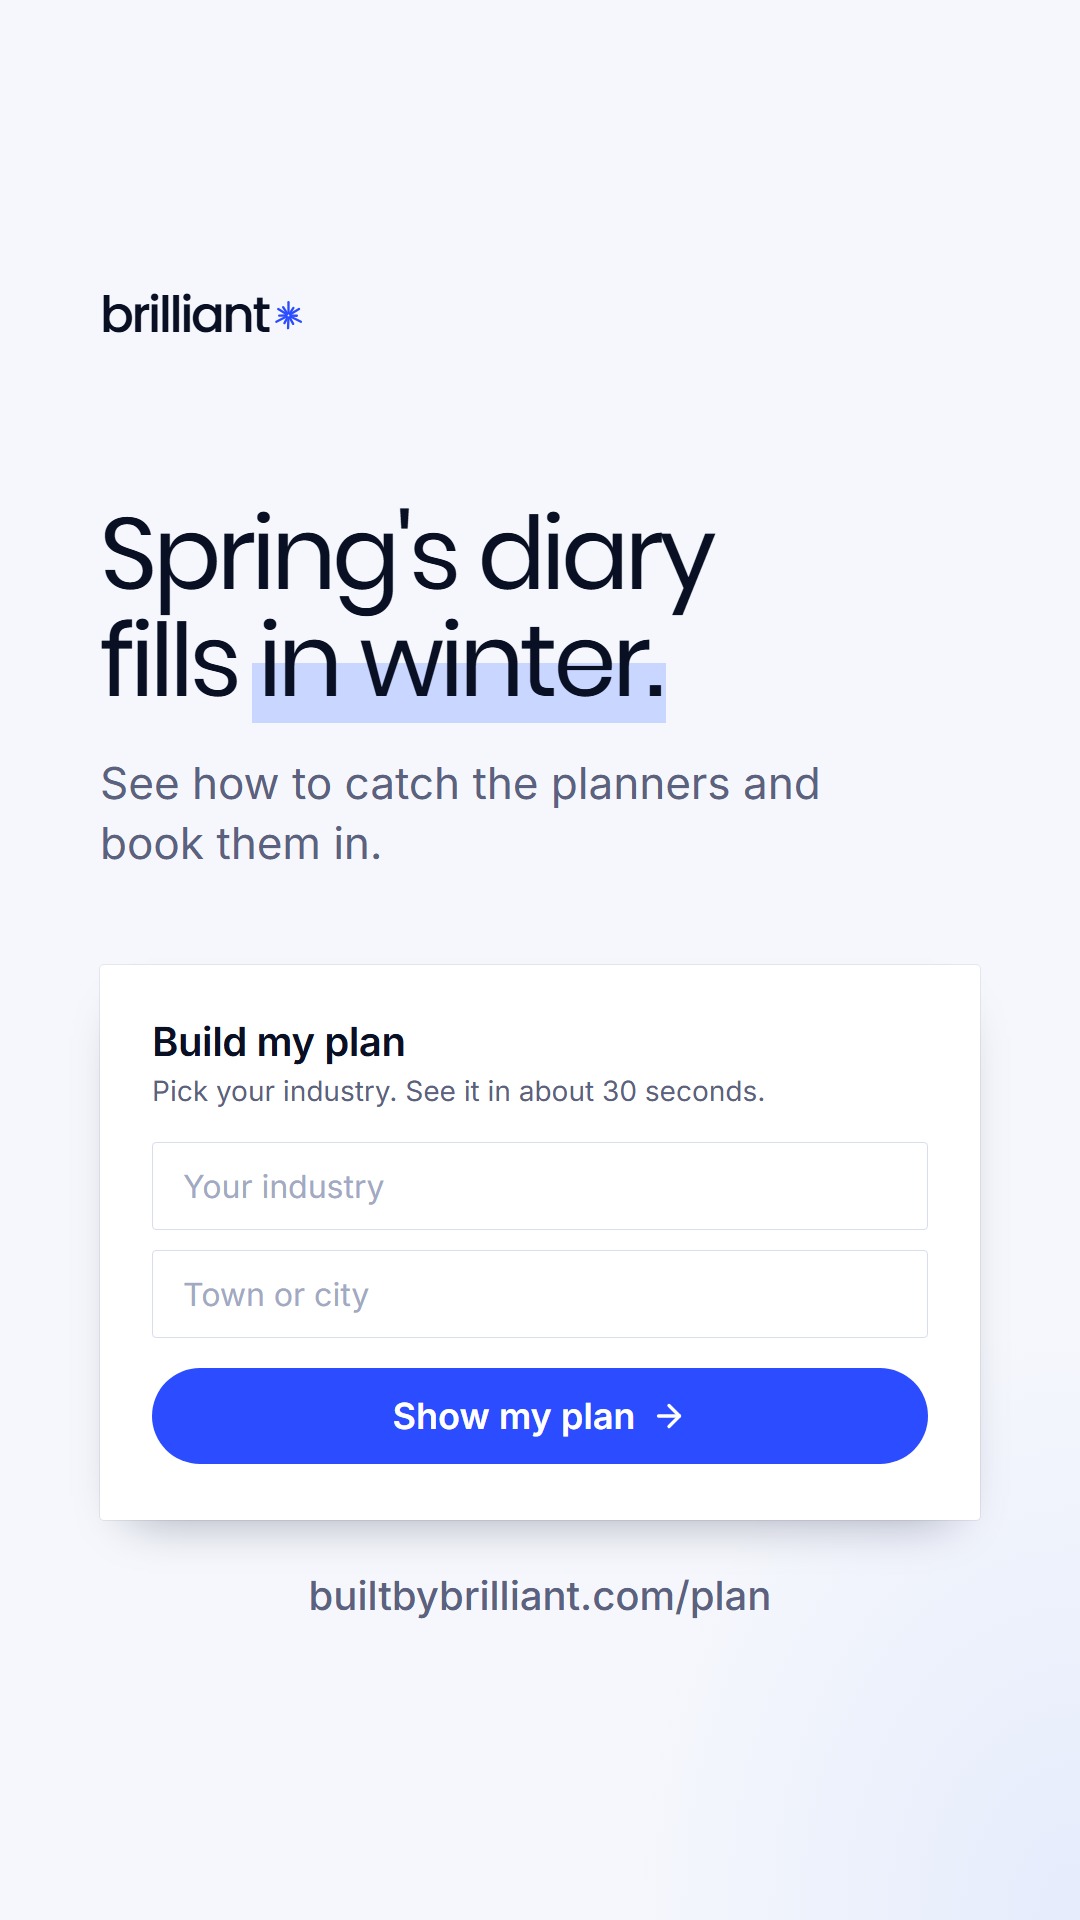 brilliant
Spring's diary
fills in winter.
See how to catch the planners and
book them in.
Build my plan
Pick your industry. See it in about 30 seconds.
Your industry
Town or city
Show my plan →
builtbybrilliant.com/plan